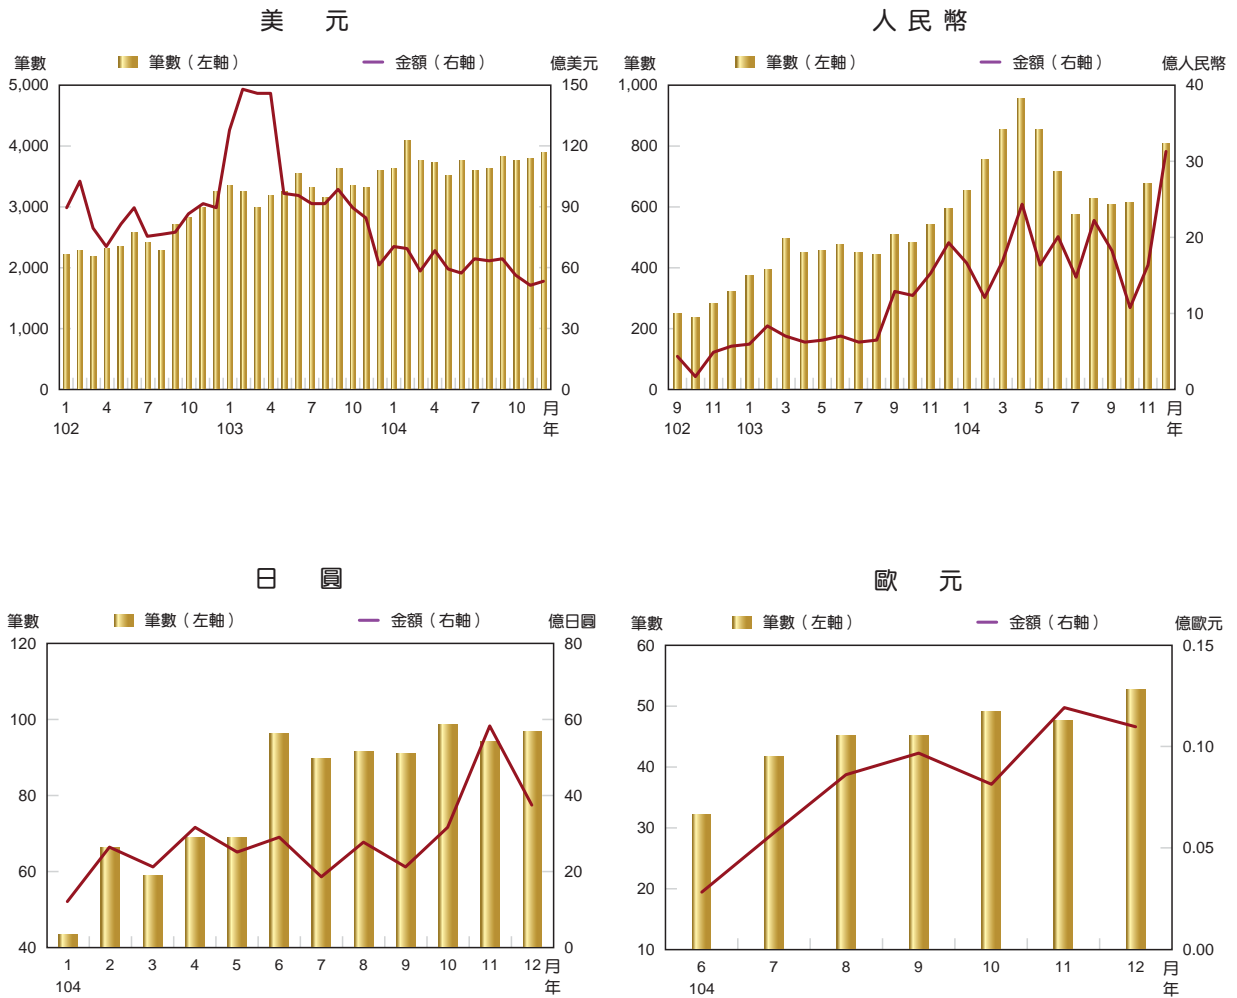 美 元
筆數 筆數（左軸） 金額（右軸） 億美元
5,000 150
4,000 120
3,000 90
2,000 60
1,000 30
0 0
1 4 7 10 1 4 7 10 1 4 7 10 月
102 103 104 年
人 民 幣
筆數 筆數（左軸） 金額（右軸） 億人民幣
1,000 40
800 30
600 20
400 10
200 0
0
9 11 1 3 5 7 9 11 1 3 5 7 9 11 月
102 103 104 年
日 圓
筆數 筆數（左軸） 金額（右軸） 億日圓
120 80
100 60
80 40
60 20
40 0
1 2 3 4 5 6 7 8 9 10 11 12 月
104 年
歐 元
筆數 筆數（左軸） 金額（右軸） 億歐元
60 0.15
50 0.10
40 0.05
30 0.00
20
10
6 7 8 9 10 11 12 月
104 年